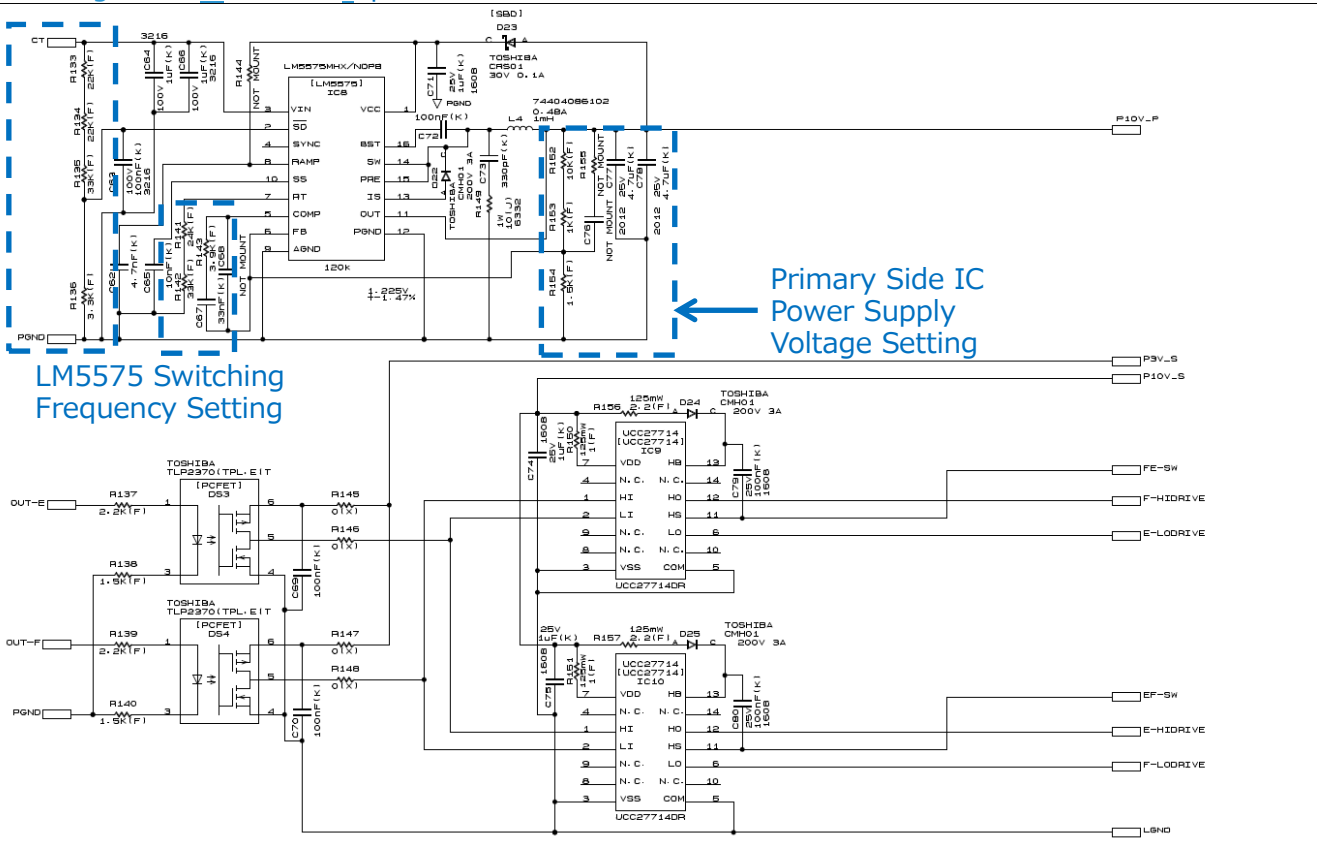 [SBD]
D23
C
A
TOSHIBA
CRS01
30V 0.1A
CT
3216
C64
1uF(K)
100V
C66
1uF(K)
3216
100V
R144
NOT MOUNT
LM5575MHX/NOPB
[LM5575]
IC8
C71
25V
1uF(K)
1608
PGND
R133
22K(F)
R134
22K(F)
R135
33K(F)
R136
3.3K(F)
PGND
C63
100V
100nF(K)
3216
3 VIN VCC 1
2 SD BST 16
4 SYNC SW 14
8 RAMP PRE 15
10 SS IS 13
7 RT OUT 11
5 COMP PGND 12
6 FB
9 AGND
120k
1.225V
+-1.47%
C62
4.7nF(K)
C65
10nF(K)
R141
24K(F)
R142
33K(F)
R143
3.9K(F)
C68
NOT MOUNT
C67
33nF(K)
100nF(K)
C72
D22
C
A
TOSHIBA
CMH01
200V 3A
C73
330pF(K)
R149
1W
10(J)
6332
74404086102
0.48A
L4 1mH
R152
10K(F)
R153
1K(F)
R154
1.5K(F)
R155
NOT MOUNT
C76
NOT MOUNT
C77
25V
4.7uF(K)
2012
C78
25V
4.7uF(K)
2012
P10V_P
Primary Side IC
Power Supply
Voltage Setting
LM5575 Switching
Frequency Setting
P3V_S
P10V_S
125mW
R156 2.2(F)
D24
A
C
TOSHIBA
CMH01
200V 3A
C74
25V
1uF(K)
1608
R150
125mW
1(F)
UCC27714
[UCC27714]
IC9
7 VDD HB 13
4 N.C. N.C. 14
1 HI HO 12
2 LI HS 11
9 N.C. LO 6
8 N.C. N.C. 10
3 VSS COM 5
UCC27714DR
C79
25V
100nF(K)
1608
FE-SW
F-HIDRIVE
E-LODRIVE
TOSHIBA
TLP2370(TPL.E(T
[PCFET]
DS3
OUT-E
R137
2.2K(F)
1
6
5
3
4
R138
1.5K(F)
R145
0(X)
R146
0(X)
C69
100nF(K)
TOSHIBA
TLP2370(TPL.E(T
[PCFET]
DS4
OUT-F
R139
2.2K(F)
1
6
5
3
4
PGND
R140
1.5K(F)
R147
0(X)
R148
0(X)
C70
100nF(K)
25V
1uF(K)
1608
C75
125mW
R157 2.2(F)
D25
A
C
TOSHIBA
CMH01
200V 3A
R151
125mW
1(F)
UCC27714
[UCC27714]
IC10
7 VDD HB 13
4 N.C. N.C. 14
1 HI HO 12
2 LI HS 11
9 N.C. LO 6
8 N.C. N.C. 10
3 VSS COM 5
UCC27714DR
C80
25V
100nF(K)
1608
EF-SW
E-HIDRIVE
F-LODRIVE
LGND